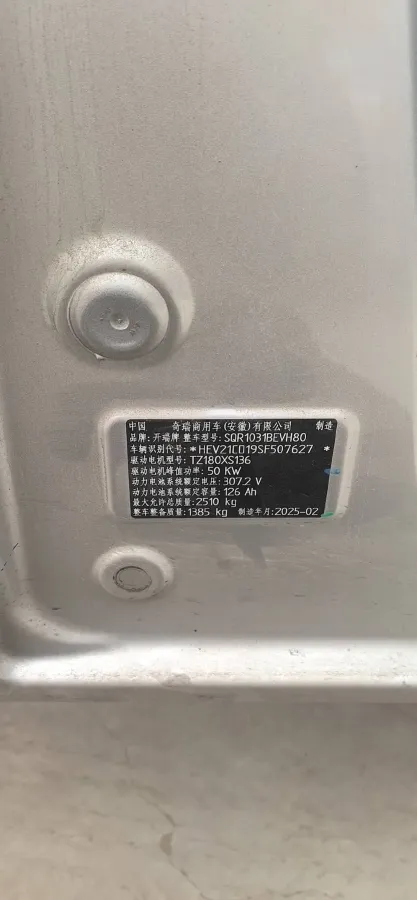 中国 奇瑞商用车(安徽)有限公司 制造
品牌: 开瑞牌 整车型号: SQR1031BEVH80
车辆识别代号: *HEV21CD19SF507627 *
驱动电机型号: TZ180XS136
驱动电机峰值功率: 50 KW
动力电池系统额定电压: 307.2 V
动力电池系统额定容量: 126 Ah
最大允许总质量: 2510 kg
整车整备质量: 1385 kg 制造年月: 2025-02